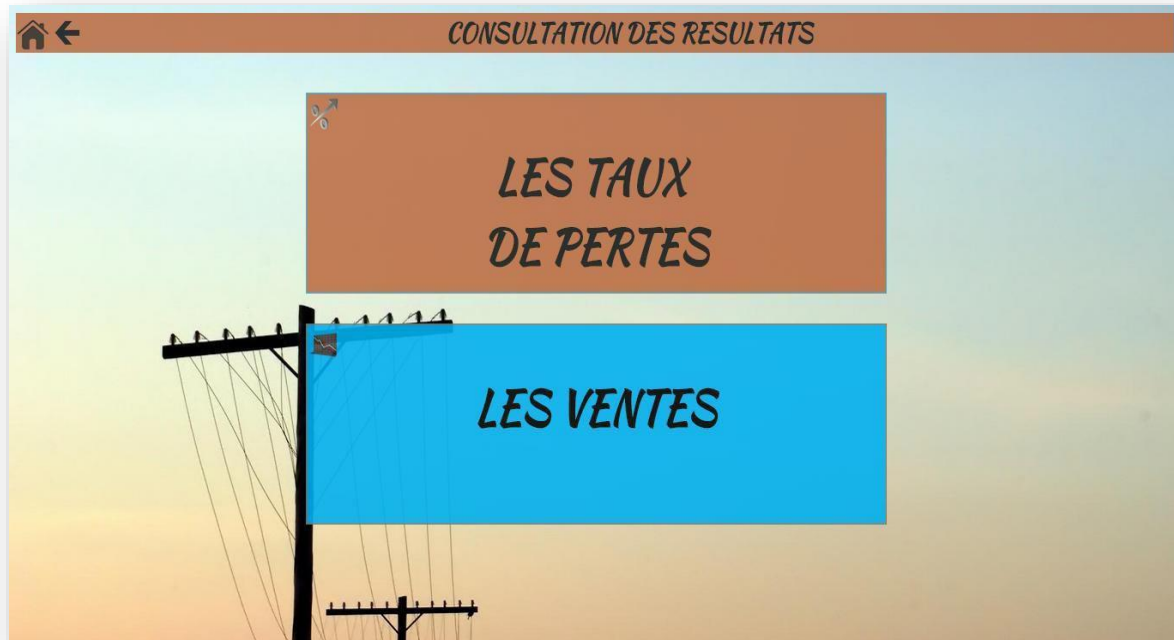 CONSULTATION DES RESULTATS
LES TAUX
DE PERTES
LES VENTES